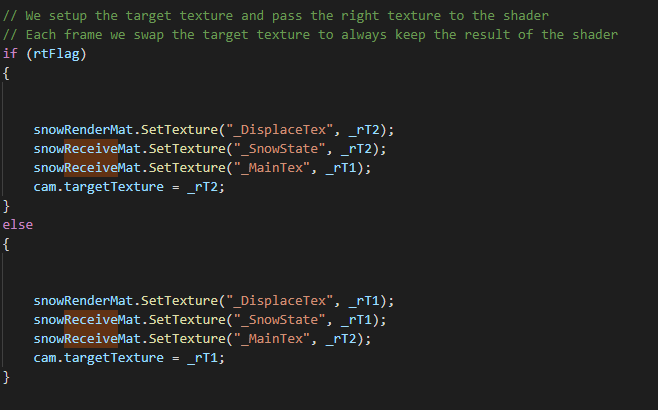 // We setup the target texture and pass the right texture to the shader
// Each frame we swap the target texture to always keep the result of the shader
if (rtFlag)
{
snowRenderMat.SetTexture("_DisplaceTex", _rT2);
snowReceiveMat.SetTexture("_SnowState", _rT2);
snowReceiveMat.SetTexture("_MainTex", _rT1);
cam.targetTexture = _rT2;
}
else
{
snowRenderMat.SetTexture("_DisplaceTex", _rT1);
snowReceiveMat.SetTexture("_SnowState", _rT1);
snowReceiveMat.SetTexture("_MainTex", _rT2);
cam.targetTexture = _rT1;
}